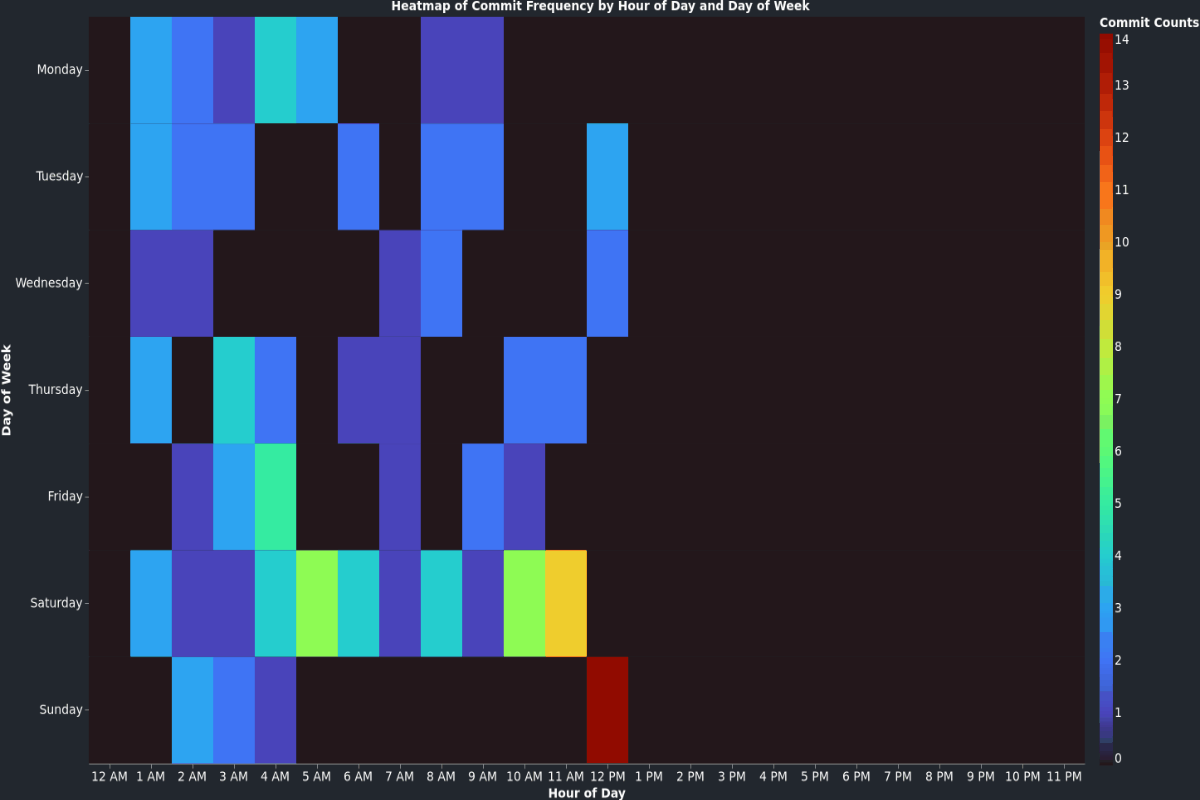 Heatmap of Commit Frequency by Hour of Day and Day of Week
Commit Counts
14
13
12
11
10
9
8
7
6
5
4
3
2
1
0
Day of Week
Monday
Tuesday
Wednesday
Thursday
Friday
Saturday
Sunday
12 AM 1 AM 2 AM 3 AM 4 AM 5 AM 6 AM 7 AM 8 AM 9 AM 10 AM 11 AM 12 PM 1 PM 2 PM 3 PM 4 PM 5 PM 6 PM 7 PM 8 PM 9 PM 10 PM 11 PM
Hour of Day